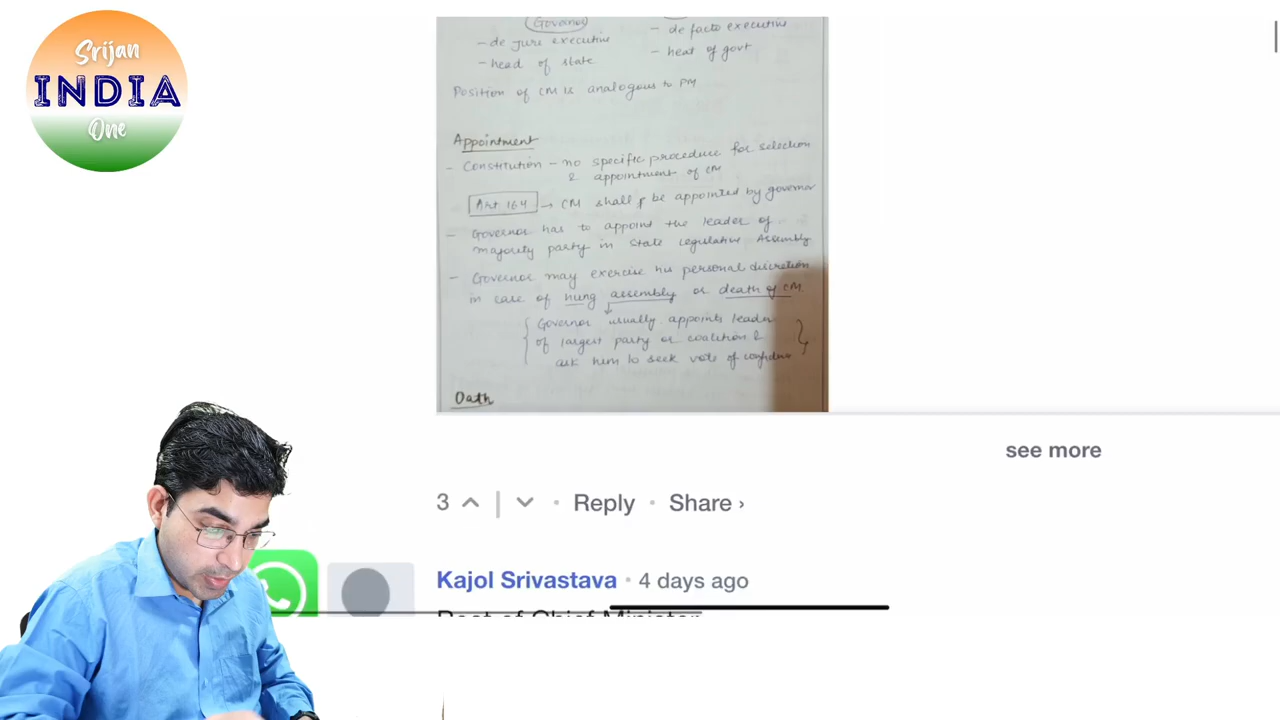 Srijan
INDIA
One
Governor
- de jure executive
- head of state
- de facto executive
- heat of govt
Position of CM is analogous to PM
Appointment
- Constitution - no specific procedure for selection
& appointment of CM
Art 164 → CM shall be appointed by governor
- Governor has to appoint the leader of
majority party in State legislative Assembly
- Governor may exercise his personal discretion
in case of hung assembly or death of CM.
Governor usually appoints leader
of largest party or coalition &
ask him to seek vote of confidence
Oath
see more
3 • Reply • Share ›
Kajol Srivastava • 4 days ago
Post of Chief Minister